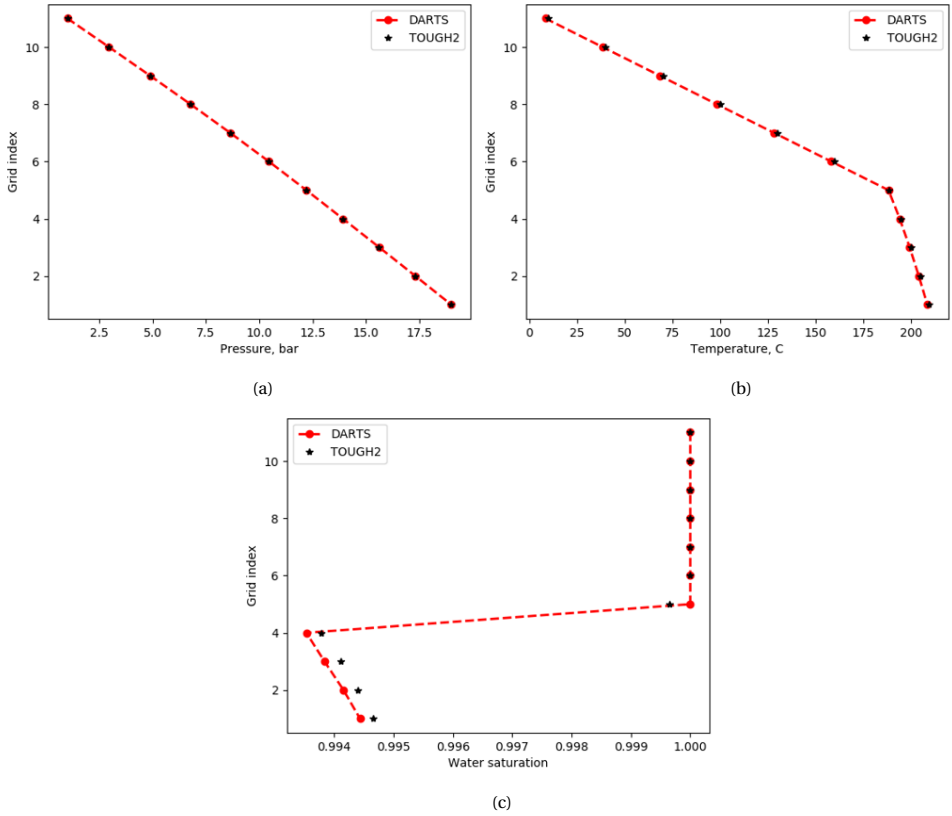 DARTS
TOUGH2
10
8
6
4
2
Grid index
2.5 5.0 7.5 10.0 12.5 15.0 17.5
Pressure, bar
(a)
DARTS
TOUGH2
10
8
6
4
2
Grid index
0 25 50 75 100 125 150 175 200
Temperature, C
(b)
DARTS
TOUGH2
10
8
6
4
2
Grid index
0.994 0.995 0.996 0.997 0.998 0.999 1.000
Water saturation
(c)